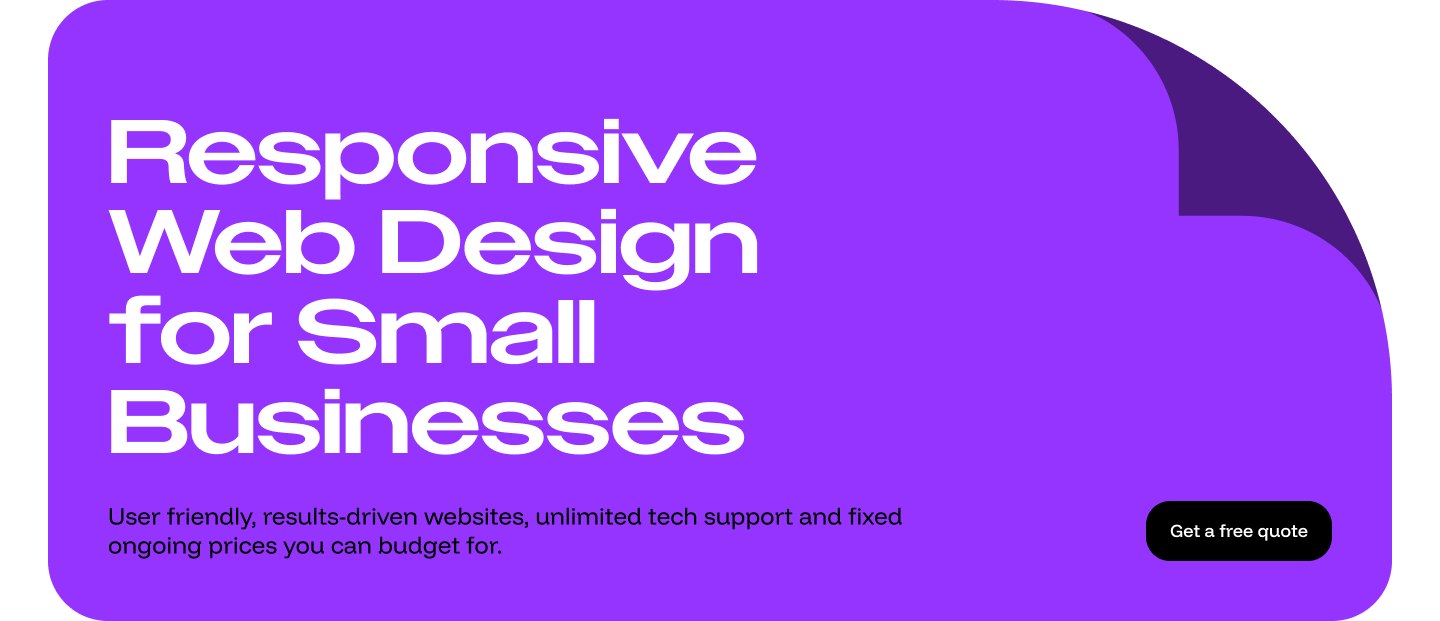 Responsive
Web Design
for Small
Businesses
User friendly, results-driven websites, unlimited tech support and fixed
ongoing prices you can budget for.
Get a free quote